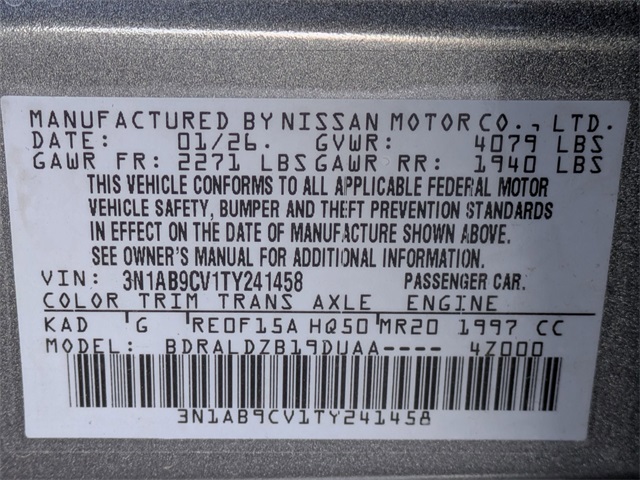 MANUFACTURED BY NISSAN MOTOR CO., LTD.
DATE: 01/26. GVWR: 4079 LBS
GAWR FR: 2271 LBS GAWR RR: 1940 LBS
THIS VEHICLE CONFORMS TO ALL APPLICABLE FEDERAL MOTOR
VEHICLE SAFETY, BUMPER AND THEFT PREVENTION STANDARDS
IN EFFECT ON THE DATE OF MANUFACTURE SHOWN ABOVE.
SEE OWNER'S MANUAL FOR ADDITIONAL INFORMATION.
VIN: 3N1AB9CV1TY241458 PASSENGER CAR.
COLOR TRIM TRANS AXLE ENGINE
KAD G RE0F15A HQ50 MR20 1997 CC
MODEL: BDRALDZB19DUAA---- 4Z000
3N1AB9CV1TY241458